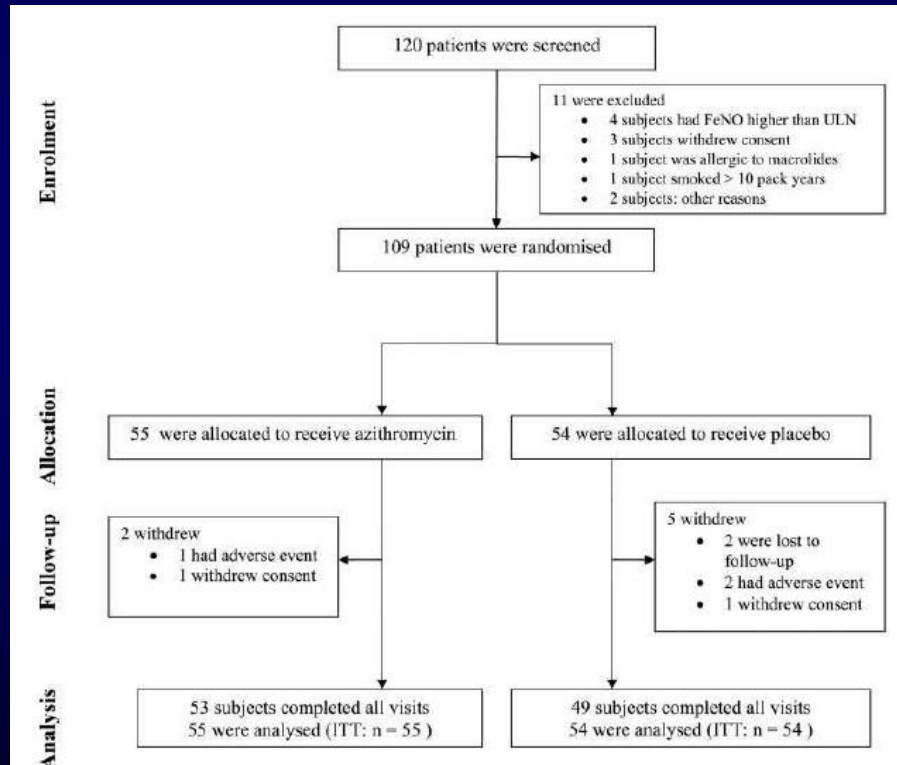 120 patients were screened
Enrolment
11 were excluded
• 4 subjects had FeNO higher than ULN
• 3 subjects withdrew consent
• 1 subject was allergic to macrolides
• 1 subject smoked > 10 pack years
• 2 subjects: other reasons
109 patients were randomised
Allocation
55 were allocated to receive azithromycin
54 were allocated to receive placebo
Follow-up
2 withdrew
• 1 had adverse event
• 1 withdrew consent
5 withdrew
• 2 were lost to
follow-up
• 2 had adverse event
• 1 withdrew consent
Analysis
53 subjects completed all visits
55 were analysed (ITT: n = 55 )
49 subjects completed all visits
54 were analysed (ITT: n = 54 )